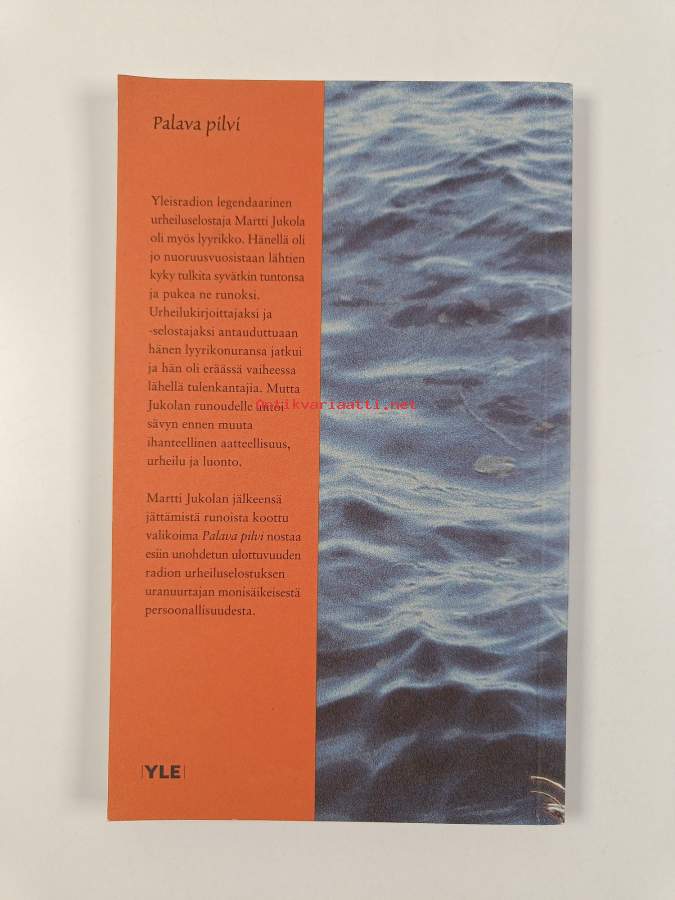 Palava pilvi
Yleisradion legendaarinen
urheiluselostaja Martti Jukola
oli myös lyyrikko. Hänellä oli
jo nuoruusvuosistaan lähtien
kyky tulkita syvätkin tuntonsa
ja pukea ne runoksi.
Urheilukirjoittajaksi ja
-selostajaksi antauduttuaan
hänen lyyrikonuransa jatkui
ja hän oli eräässä vaiheessa
lähellä tulenkantajia. Mutta
Jukolan runoudelle antoi
Antikvariaatti.net
sävyn ennen muuta
ihanteellinen aatteellisuus,
urheilu ja luonto.
Martti Jukolan jälkeensä
jättämistä runoista koottu
valikoima Palava pilvi nostaa
esiin unohdetun ulottuvuuden
radion urheiluselostuksen
uranuurtajan monisäikeisestä
persoonallisuudesta.
YLE